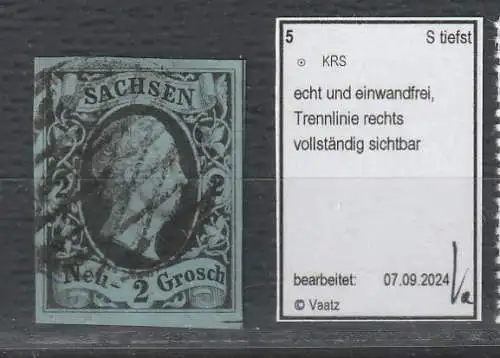 SACHSEN
2 2
Neu- 2 Grosch
5 S tiefst
⊙ KRS
echt und einwandfrei,
Trennlinie rechts
vollständig sichtbar
bearbeitet: 07.09.2024
© Vaatz